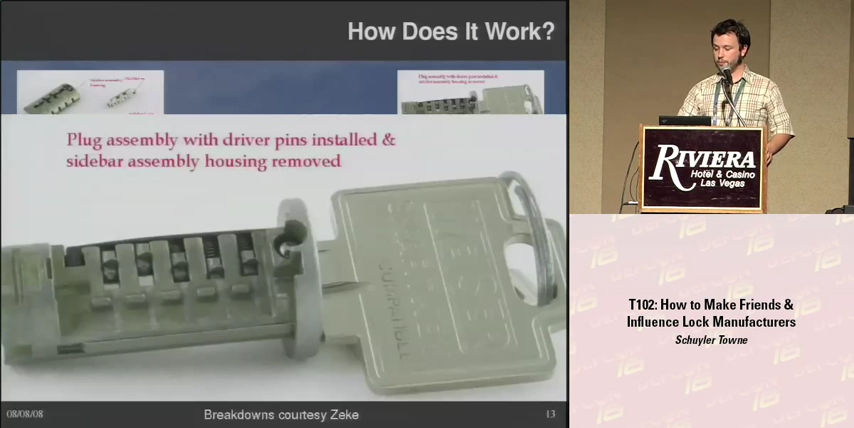 How Does It Work?
Plug assembly with driver pins installed &
sidebar assembly housing removed
08/08/08
Breakdowns courtesy Zeke
13
RIVIERA
Hotel & Casino
Las Vegas
T102: How to Make Friends &
Influence Lock Manufacturers
Schuyler Towne